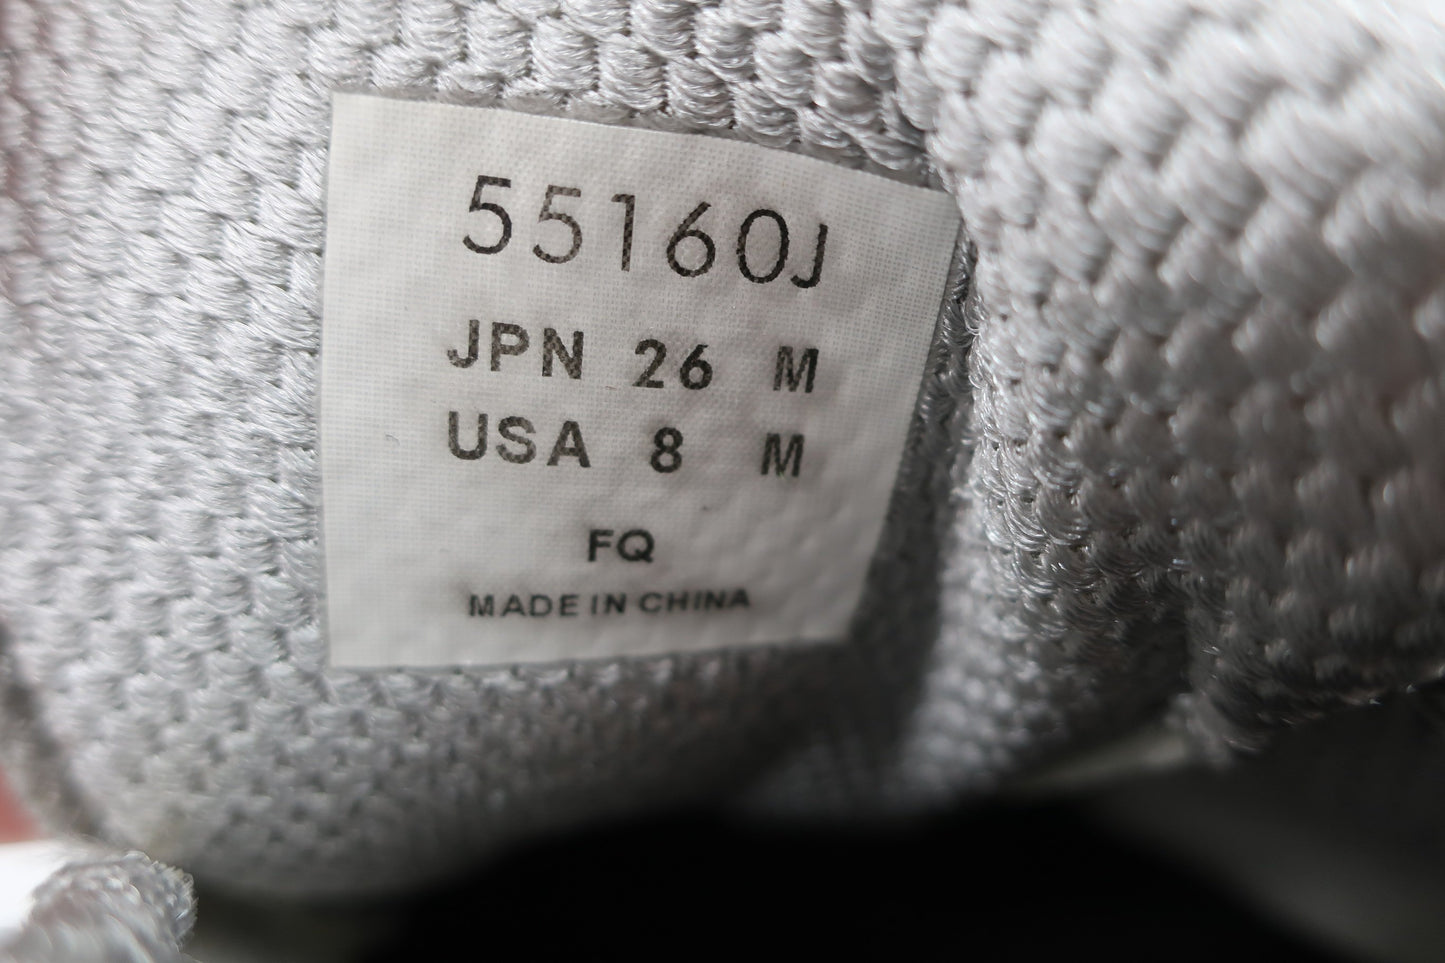 55160J
JPN 26 M
USA 8 M
FQ
MADE IN CHINA